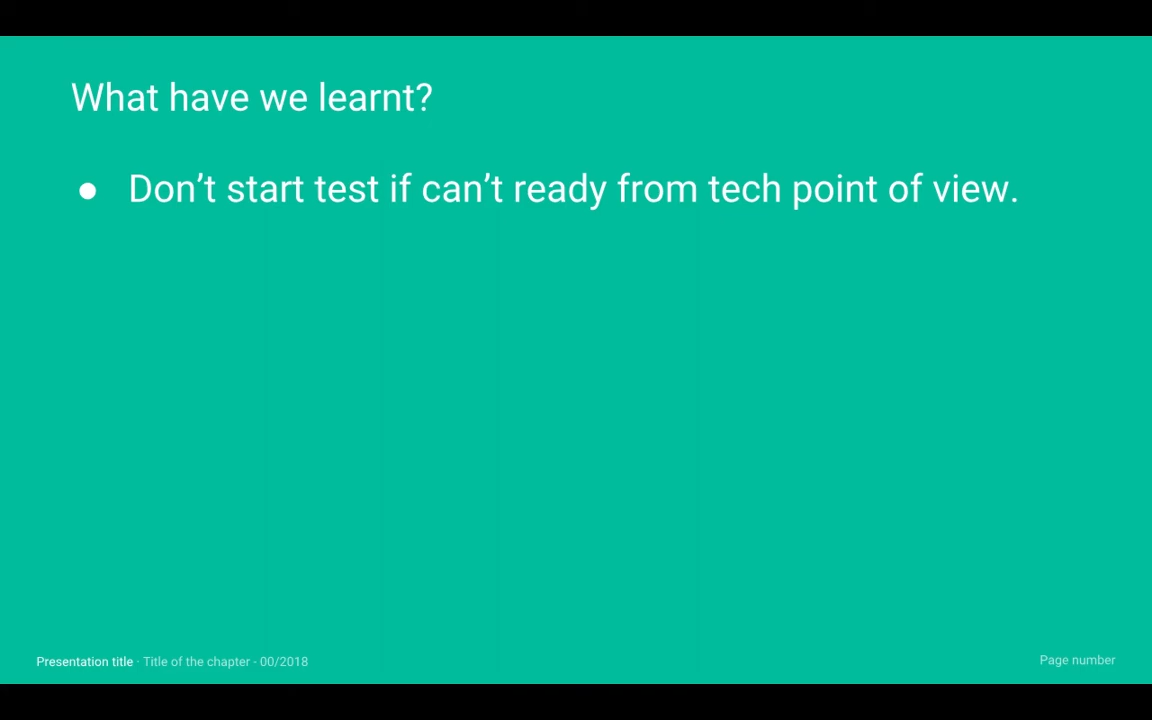 What have we learnt?
● Don’t start test if can’t ready from tech point of view.
Presentation title · Title of the chapter - 00/2018
Page number